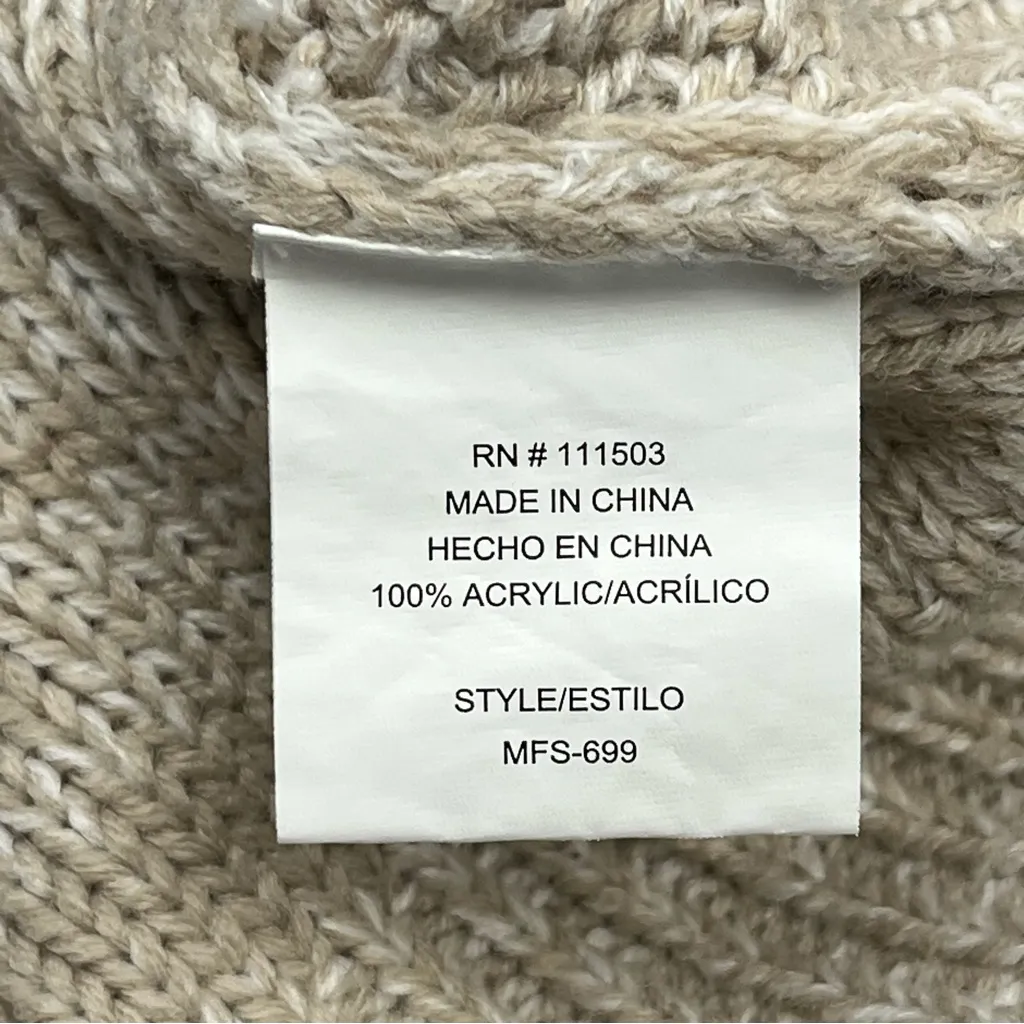 RN # 111503
MADE IN CHINA
HECHO EN CHINA
100% ACRYLIC/ACRÍLICO
STYLE/ESTILO
MFS-699